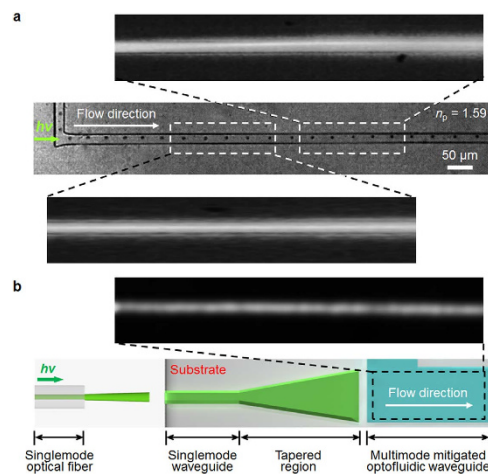 a
Flow direction
np = 1.59
hν
50 µm
b
hν
Substrate
Flow direction
Singlemode
optical fiber
Singlemode
waveguide
Tapered
region
Multimode mitigated
optofluidic waveguide